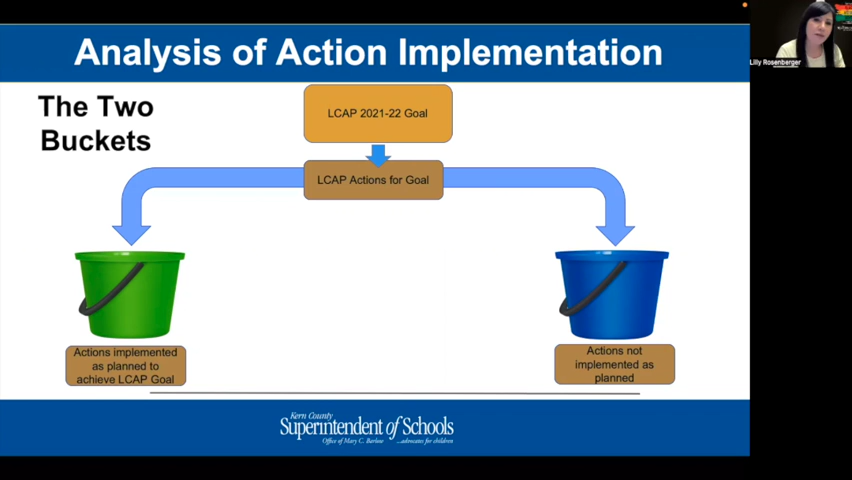 Analysis of Action Implementation
Lilly Rosenberger
The Two
Buckets
LCAP 2021-22 Goal
LCAP Actions for Goal
Actions implemented
as planned to
achieve LCAP Goal
Actions not
implemented as
planned
Kern County
Superintendent of Schools
Office of Mary C. Barlow ...advocates for children